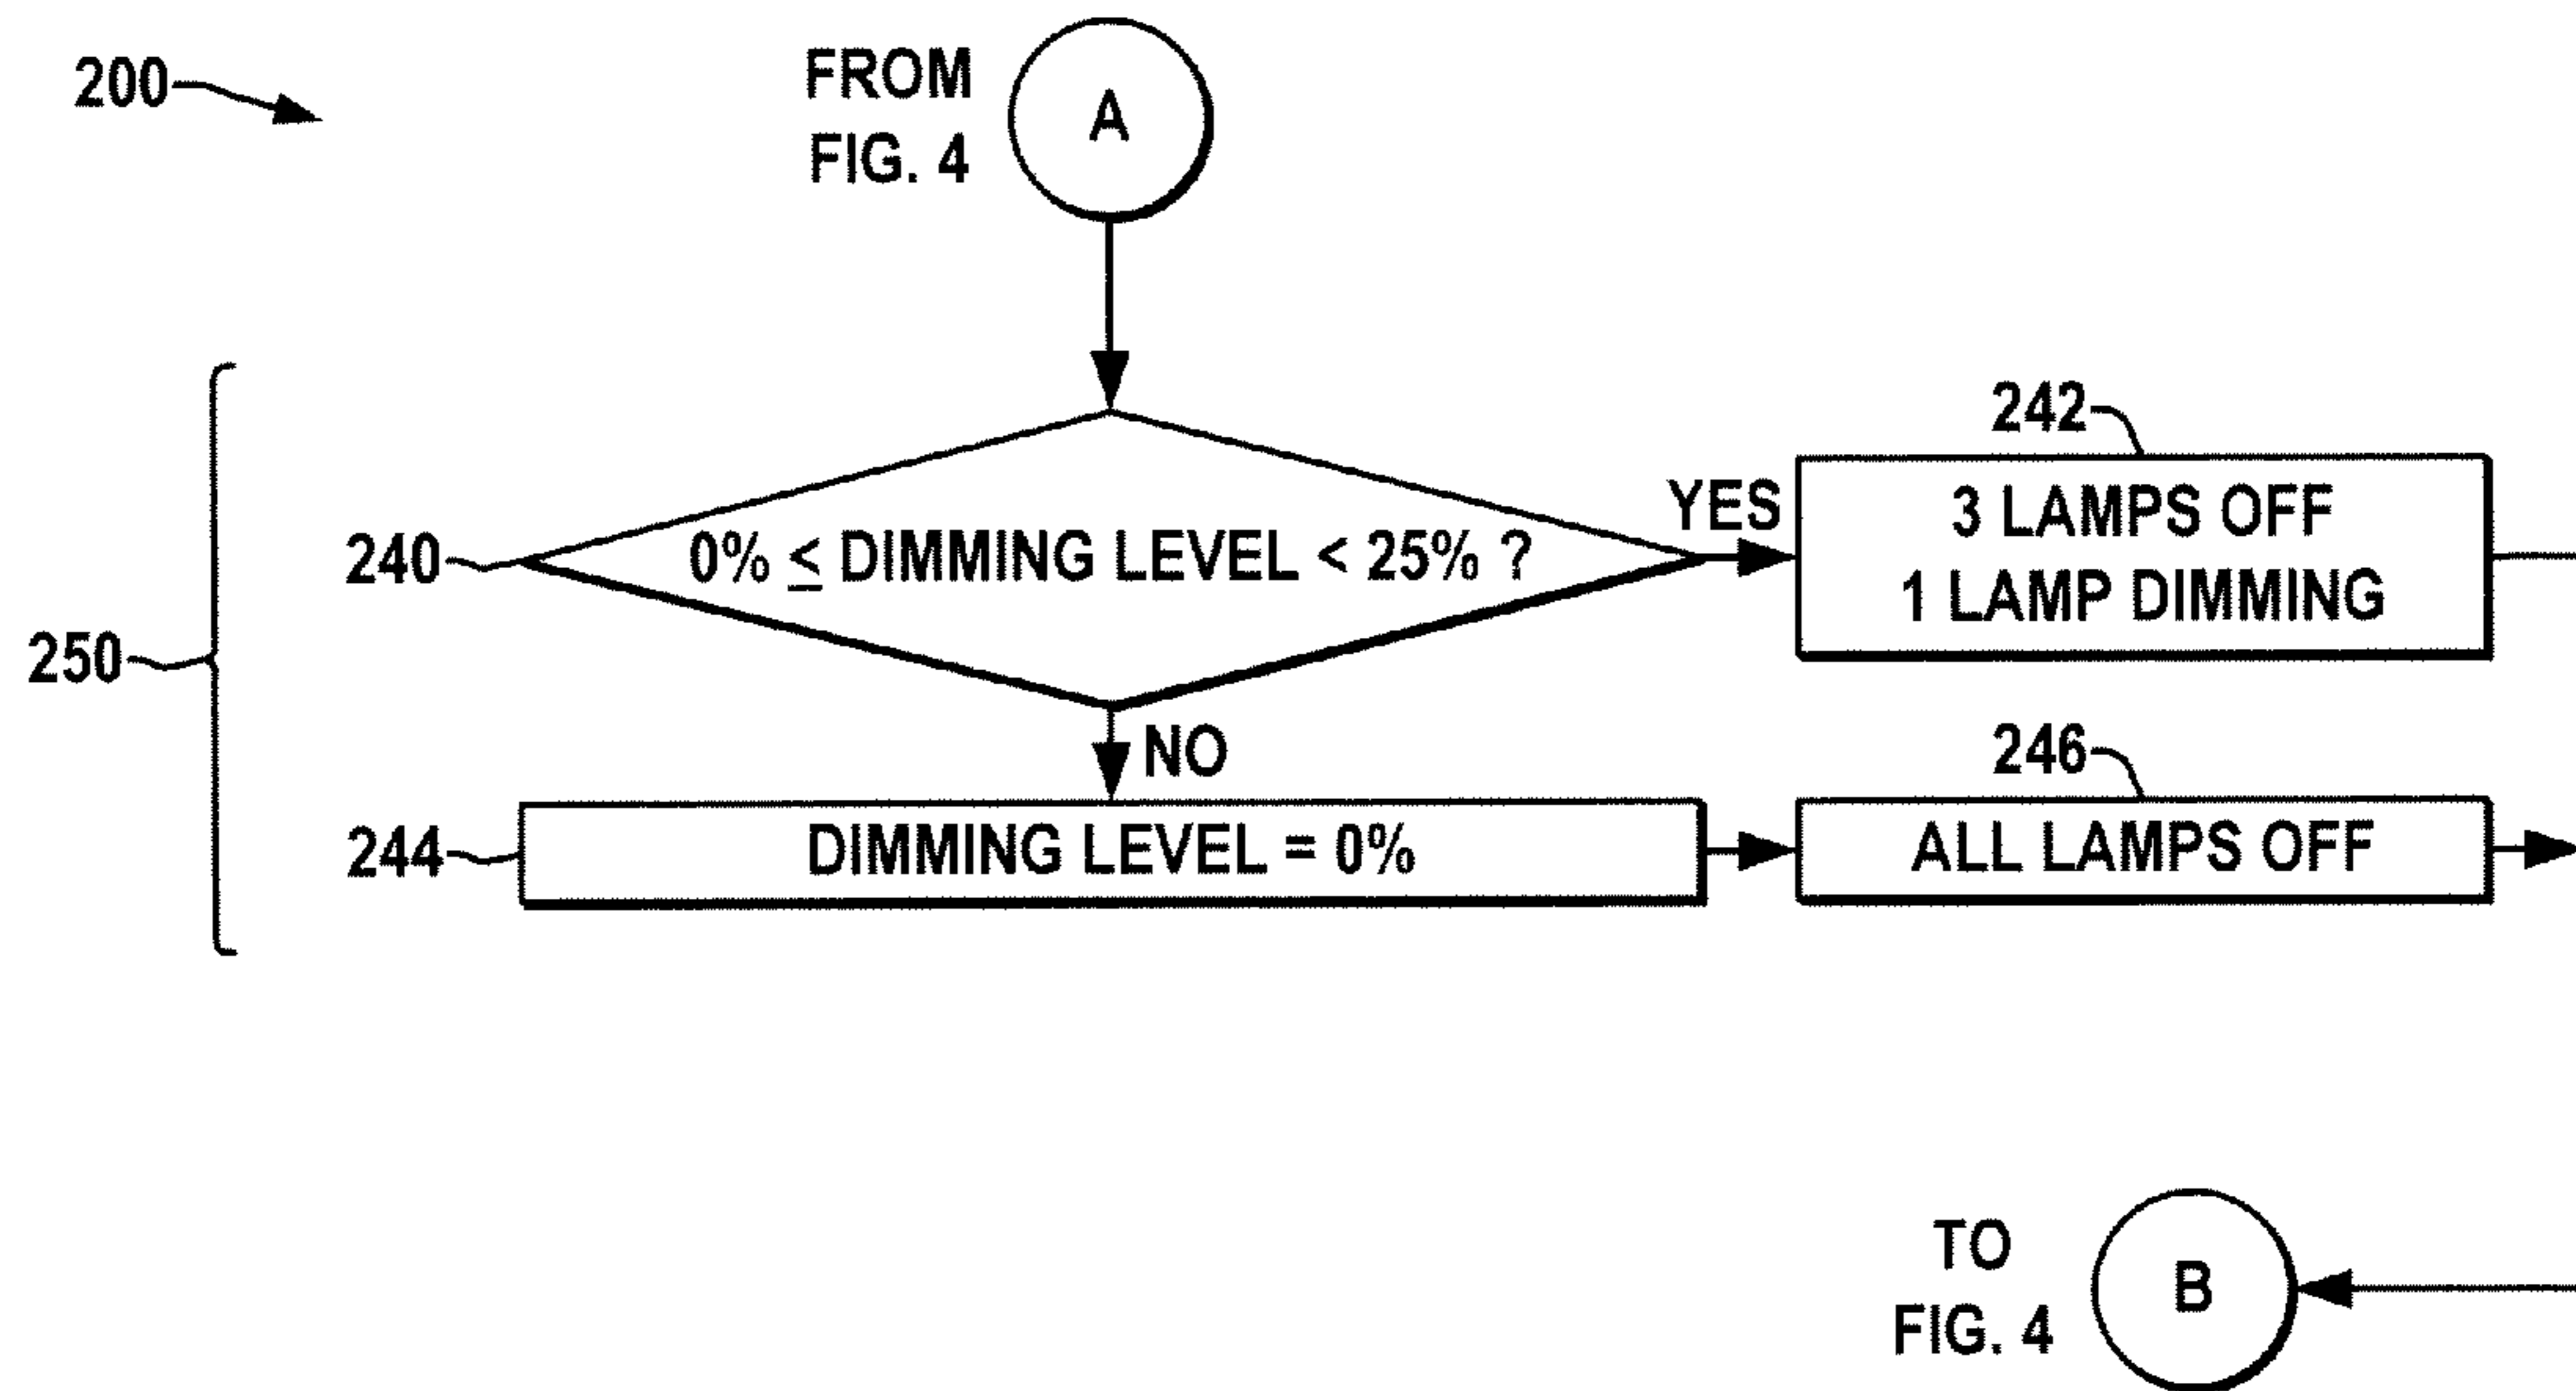 200
FROM
FIG. 4
A
250
240
0% ≤ DIMMING LEVEL < 25% ?
YES
242
3 LAMPS OFF
1 LAMP DIMMING
NO
244
DIMMING LEVEL = 0%
246
ALL LAMPS OFF
TO
FIG. 4
B